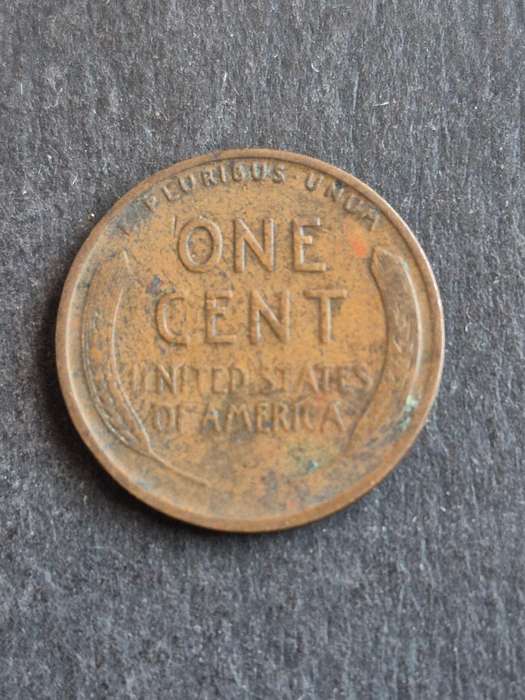 E PLURIBUS UNUM
ONE
CENT
UNITED STATES
OF AMERICA